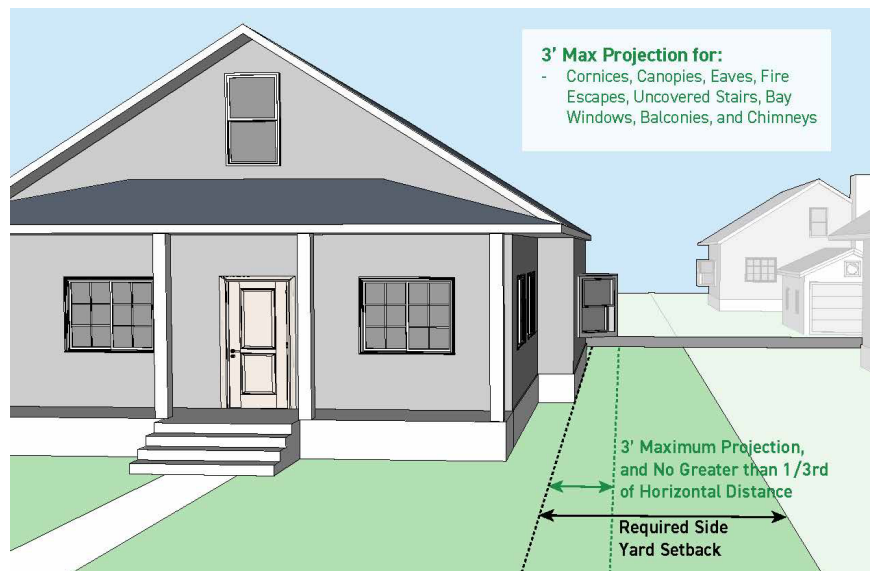 3' Max Projection for:
- Cornices, Canopies, Eaves, Fire
Escapes, Uncovered Stairs, Bay
Windows, Balconies, and Chimneys
3' Maximum Projection,
and No Greater than 1/3rd
of Horizontal Distance
Required Side
Yard Setback